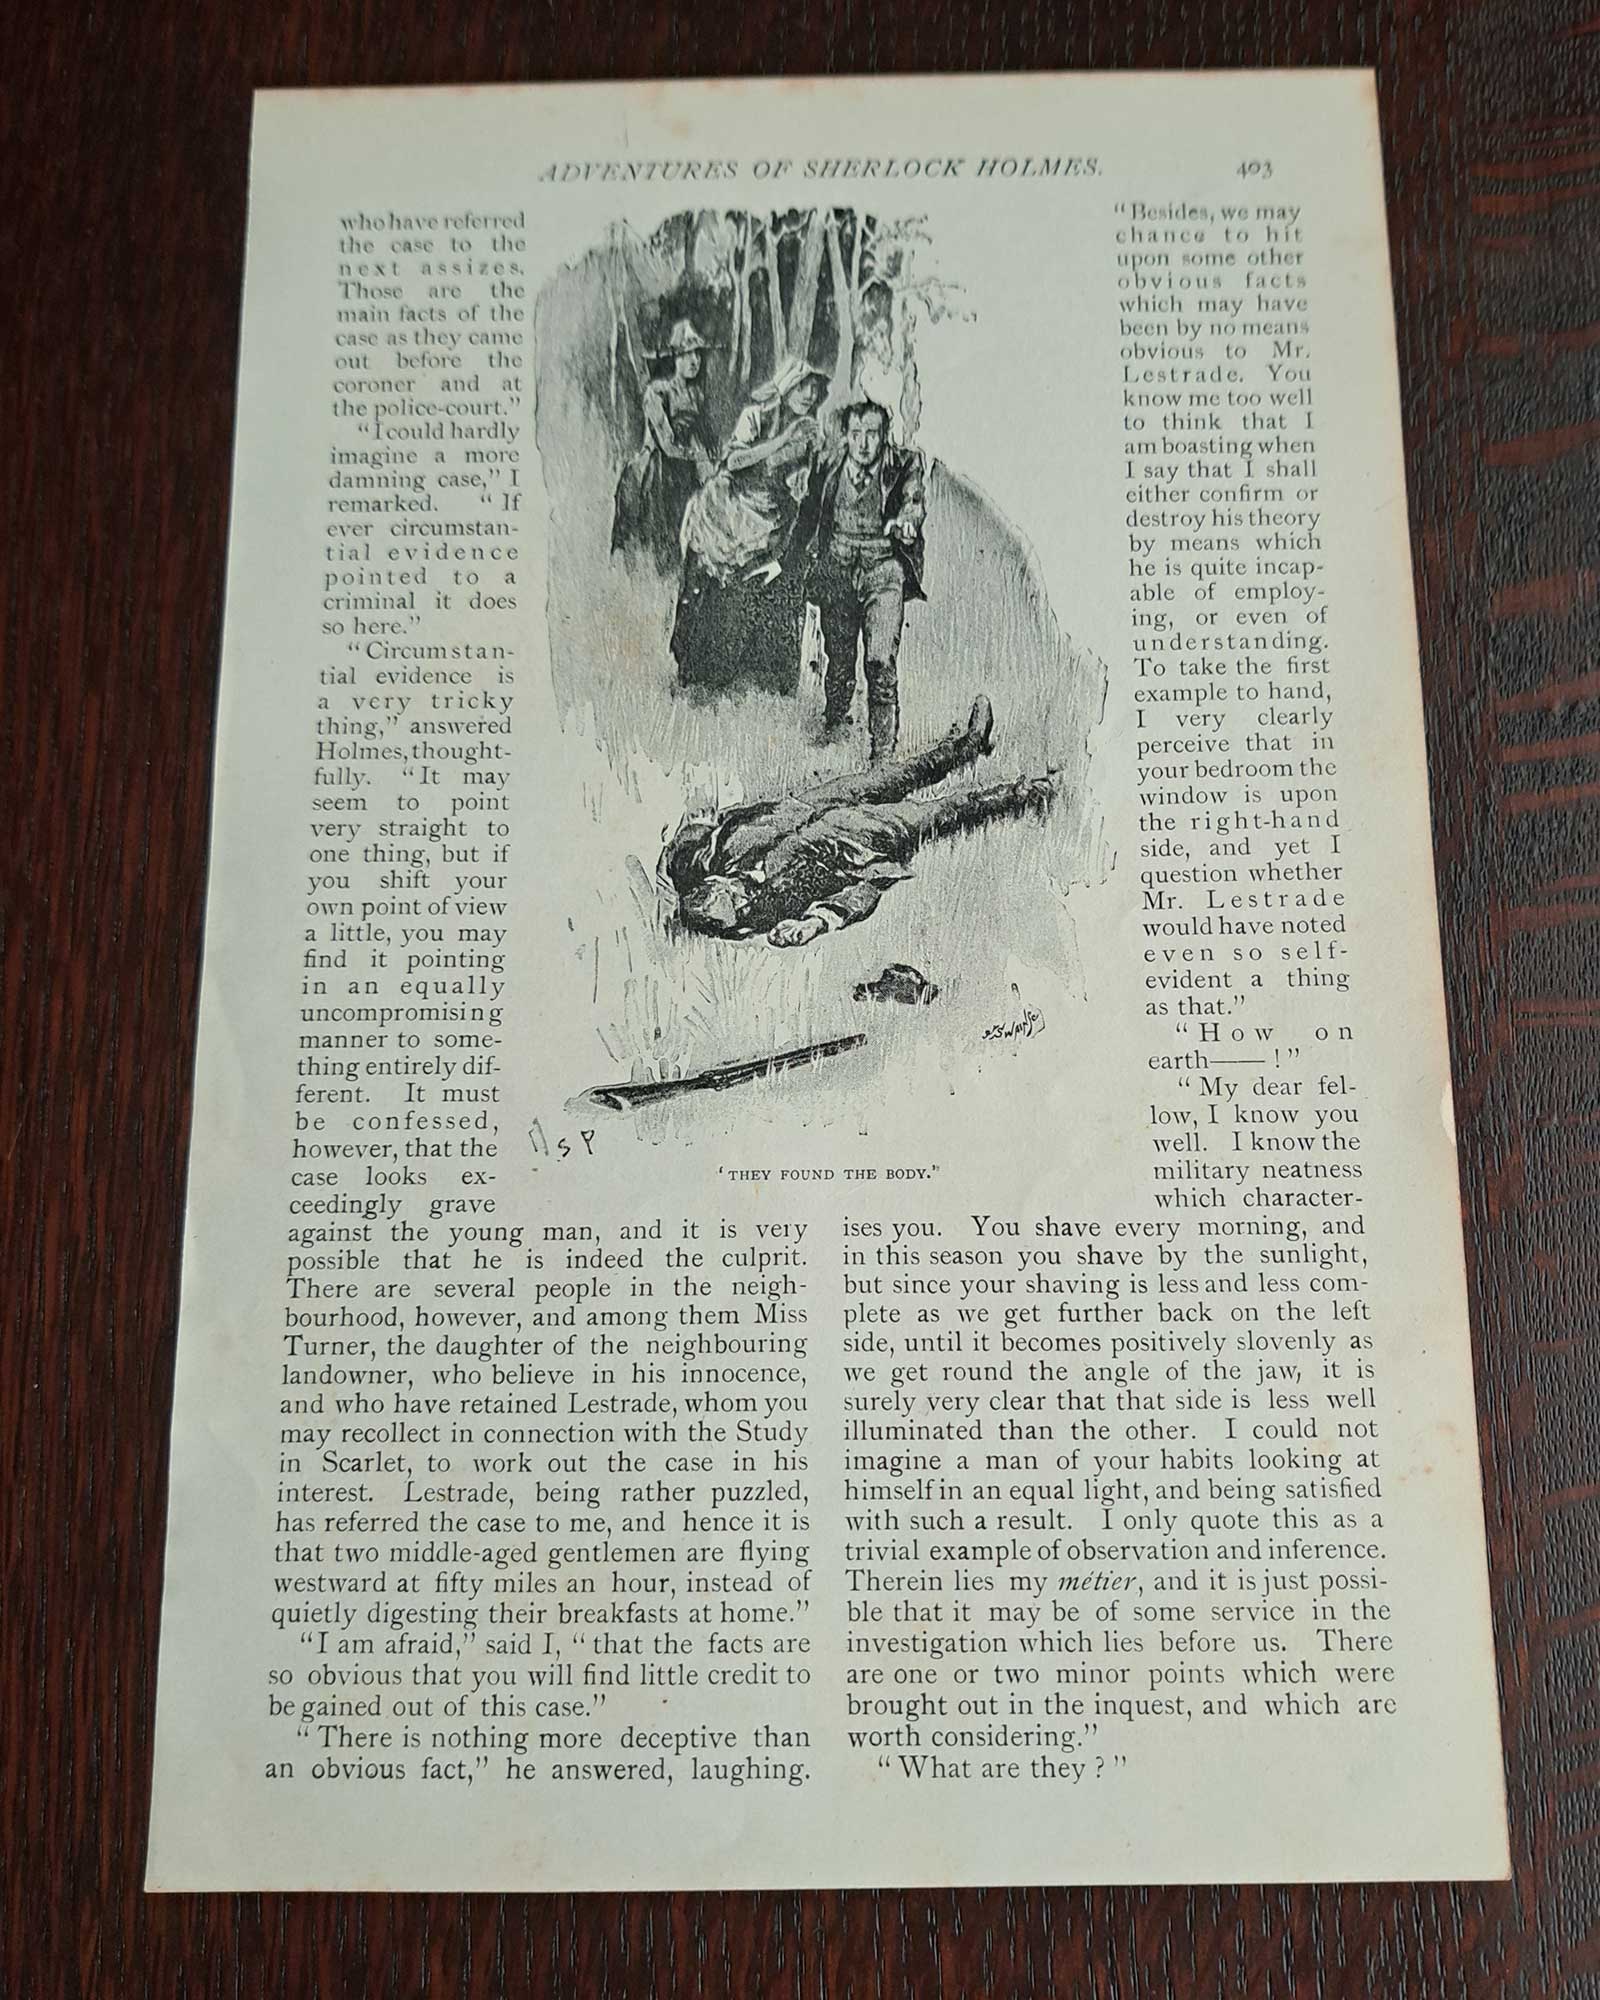 ADVENTURES OF SHERLOCK HOLMES.
403
who have referred
the case to the
next assizes.
Those are the
main facts of the
case as they came
out before the
coroner and at
the police-court."
"I could hardly
imagine a more
damning case," I
remarked. "If
ever circumstan-
tial evidence
pointed to a
criminal it does
so here."
"Circumstan-
tial evidence is
a very tricky
thing," answered
Holmes, thought-
fully. "It may
seem to point
very straight to
one thing, but if
you shift your
own point of view
a little, you may
find it pointing
in an equally
uncompromising
manner to some-
thing entirely dif-
ferent. It must
be confessed,
however, that the
case looks ex-
ceedingly grave
against the young man, and it is very
possible that he is indeed the culprit.
There are several people in the neigh-
bourhood, however, and among them Miss
Turner, the daughter of the neighbouring
landowner, who believe in his innocence,
and who have retained Lestrade, whom you
may recollect in connection with the Study
in Scarlet, to work out the case in his
interest. Lestrade, being rather puzzled,
has referred the case to me, and hence it is
that two middle-aged gentlemen are flying
westward at fifty miles an hour, instead of
quietly digesting their breakfasts at home."
"I am afraid," said I, "that the facts are
so obvious that you will find little credit to
be gained out of this case."
"There is nothing more deceptive than
an obvious fact," he answered, laughing.
'THEY FOUND THE BODY."
"Besides, we may
chance to hit
upon some other
obvious facts
which may have
been by no means
obvious to Mr.
Lestrade. You
know me too well
to think that I
am boasting when
I say that I shall
either confirm or
destroy his theory
by means which
he is quite incap-
able of employ-
ing, or even of
understanding.
To take the first
example to hand,
I very clearly
perceive that in
your bedroom the
window is upon
the right-hand
side, and yet I
question whether
Mr. Lestrade
would have noted
even so self-
evident a thing
as that."
"How on
earth——!"
"My dear fel-
low, I know you
well. I know the
military neatness
which character-
ises you. You shave every morning, and
in this season you shave by the sunlight,
but since your shaving is less and less com-
plete as we get further back on the left
side, until it becomes positively slovenly as
we get round the angle of the jaw, it is
surely very clear that that side is less well
illuminated than the other. I could not
imagine a man of your habits looking at
himself in an equal light, and being satisfied
with such a result. I only quote this as a
trivial example of observation and inference.
Therein lies my métier, and it is just possi-
ble that it may be of some service in the
investigation which lies before us. There
are one or two minor points which were
brought out in the inquest, and which are
worth considering."
"What are they?"